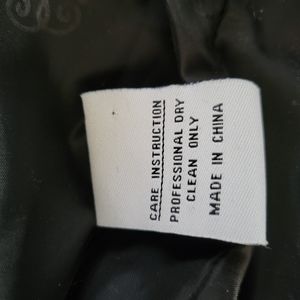 CARE INSTRUCTION
PROFESSIONAL DRY
CLEAN ONLY
MADE IN CHINA